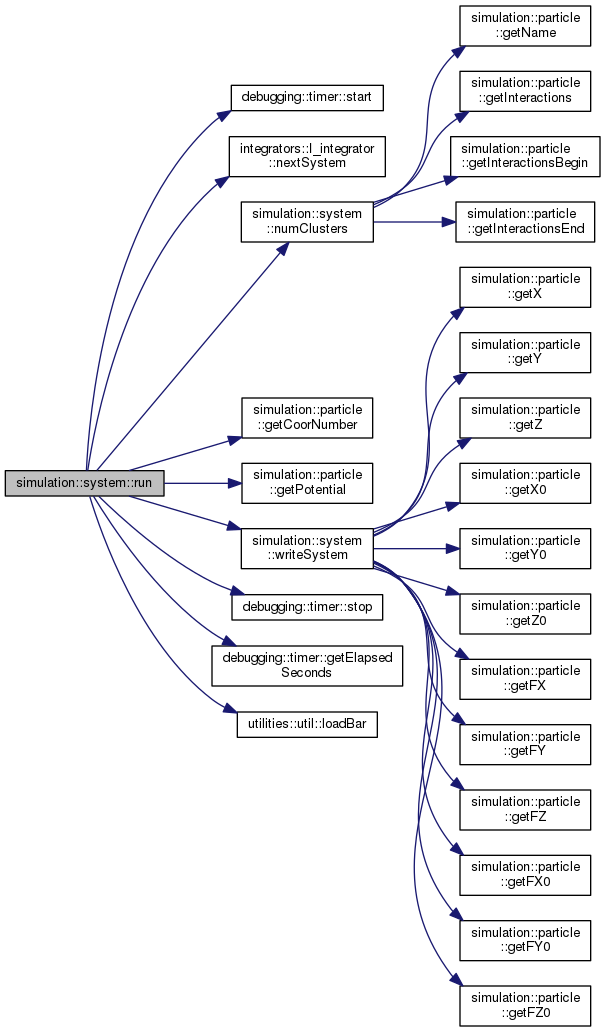 simulation::system::run
debugging::timer::start
integrators::I_integrator
::nextSystem
simulation::system
::numClusters
simulation::particle
::getCoorNumber
simulation::particle
::getPotential
simulation::system
::writeSystem
debugging::timer::stop
debugging::timer::getElapsed
Seconds
utilities::util::loadBar
simulation::particle
::getName
simulation::particle
::getInteractions
simulation::particle
::getInteractionsBegin
simulation::particle
::getInteractionsEnd
simulation::particle
::getX
simulation::particle
::getY
simulation::particle
::getZ
simulation::particle
::getX0
simulation::particle
::getY0
simulation::particle
::getZ0
simulation::particle
::getFX
simulation::particle
::getFY
simulation::particle
::getFZ
simulation::particle
::getFX0
simulation::particle
::getFY0
simulation::particle
::getFZ0